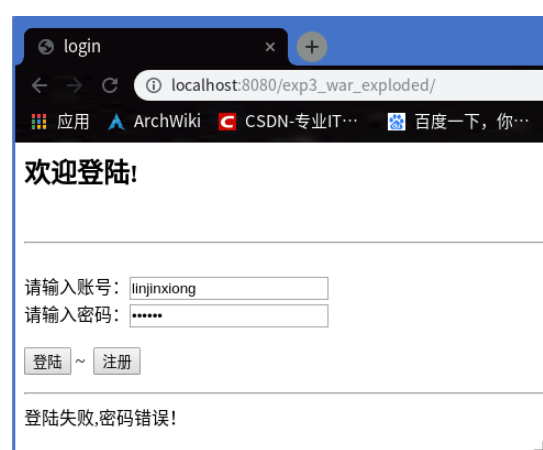 login
localhost:8080/exp3_war_exploded/
应用 ArchWiki CSDN-专业IT… 百度一下，你…
欢迎登陆!
请输入账号：linjinxiong
请输入密码：••••••
登陆 ~ 注册
登陆失败,密码错误！